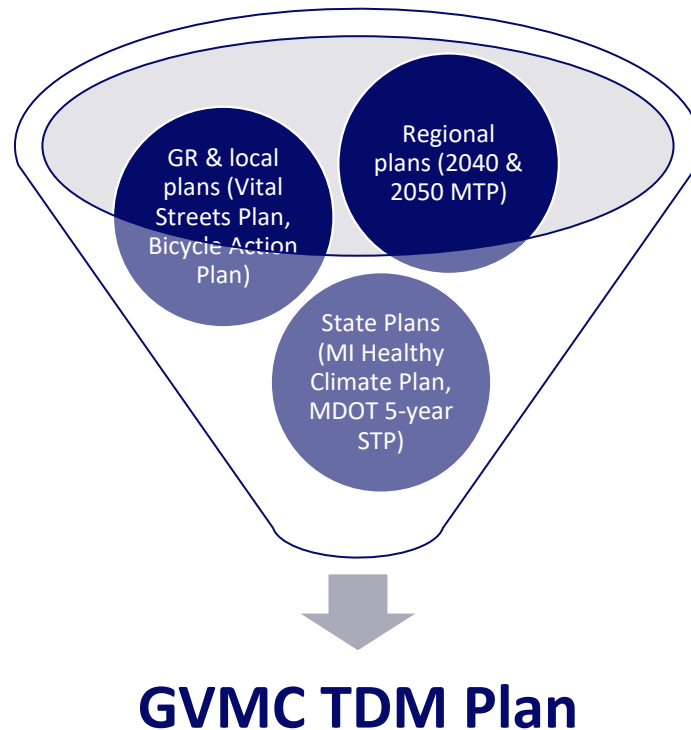 GR & local
plans (Vital
Streets Plan,
Bicycle Action
Plan)
Regional
plans (2040 &
2050 MTP)
State Plans
(MI Healthy
Climate Plan,
MDOT 5-year
STP)
GVMC TDM Plan